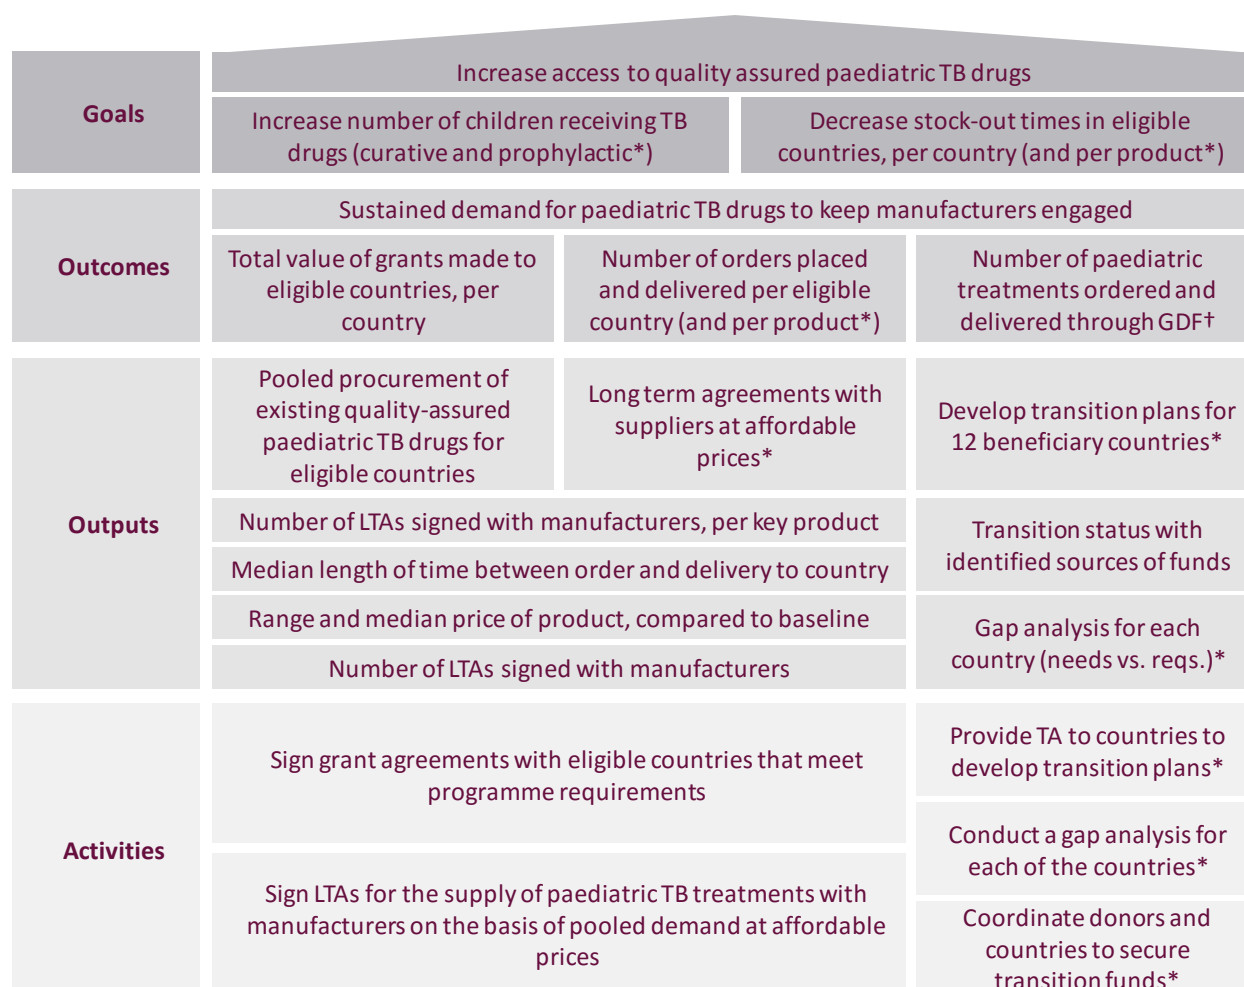 Increase access to quality assured paediatric TB drugs
Goals
Increase number of children receiving TB
drugs (curative and prophylactic*)
Decrease stock-out times in eligible
countries, per country (and per product*)
Sustained demand for paediatric TB drugs to keep manufacturers engaged
Outcomes
Total value of grants made to
eligible countries, per
country
Number of orders placed
and delivered per eligible
country (and per product*)
Number of paediatric
treatments ordered and
delivered through GDF†
Outputs
Pooled procurement of
existing quality-assured
paediatric TB drugs for
eligible countries
Long term agreements with
suppliers at affordable
prices*
Develop transition plans for
12 beneficiary countries*
Number of LTAs signed with manufacturers, per key product
Median length of time between order and delivery to country
Transition status with
identified sources of funds
Range and median price of product, compared to baseline
Number of LTAs signed with manufacturers
Gap analysis for each
country (needs vs. reqs.)*
Activities
Sign grant agreements with eligible countries that meet
programme requirements
Provide TA to countries to
develop transition plans*
Conduct a gap analysis for
each of the countries*
Sign LTAs for the supply of paediatric TB treatments with
manufacturers on the basis of pooled demand at affordable
prices
Coordinate donors and
countries to secure
transition funds*